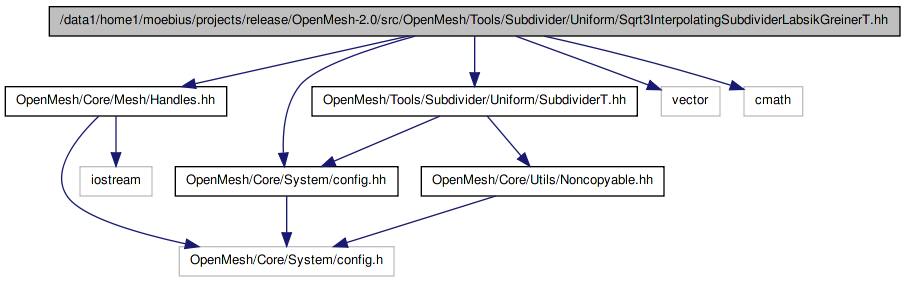 /data1/home1/moebius/projects/release/OpenMesh-2.0/src/OpenMesh/Tools/Subdivider/Uniform/Sqrt3InterpolatingSubdividerLabsikGreinerT.hh
OpenMesh/Core/Mesh/Handles.hh
OpenMesh/Tools/Subdivider/Uniform/SubdividerT.hh
vector
cmath
iostream
OpenMesh/Core/System/config.hh
OpenMesh/Core/Utils/Noncopyable.hh
OpenMesh/Core/System/config.h